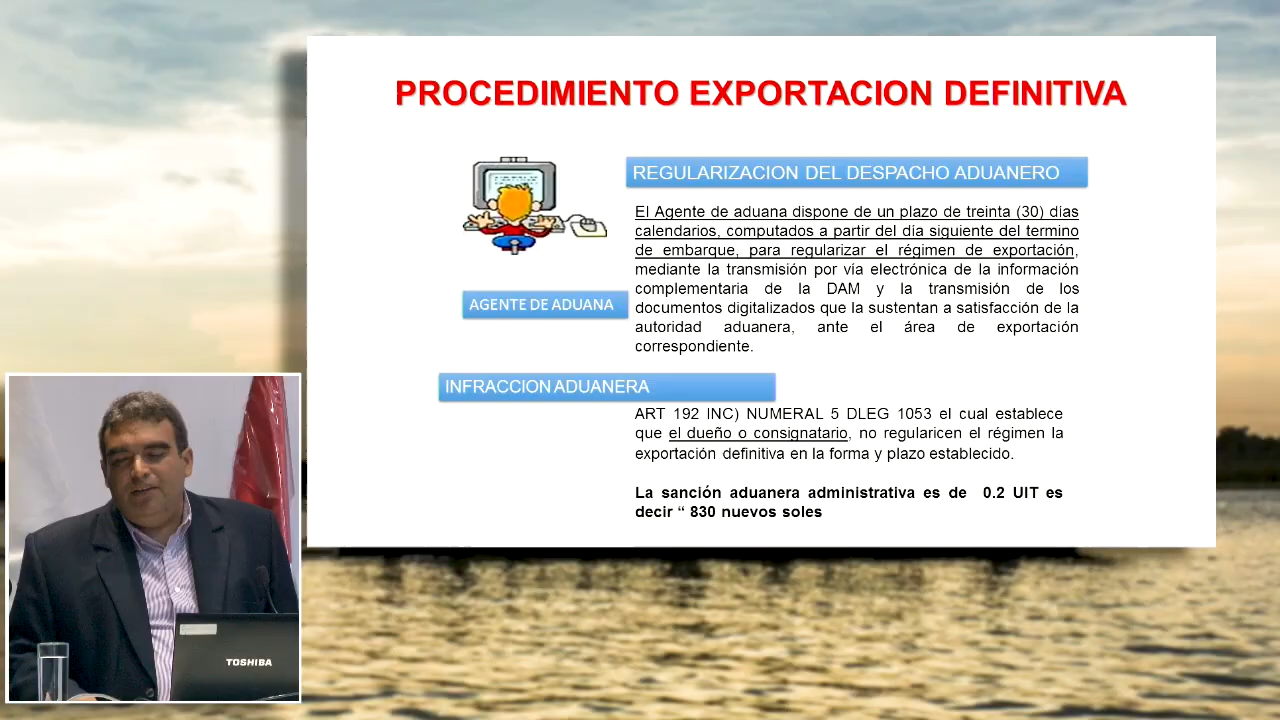 PROCEDIMIENTO EXPORTACION DEFINITIVA
REGULARIZACION DEL DESPACHO ADUANERO
El Agente de aduana dispone de un plazo de treinta (30) días
calendarios, computados a partir del día siguiente del termino
de embarque, para regularizar el régimen de exportación,
mediante la transmisión por vía electrónica de la información
complementaria de la DAM y la transmisión de los
documentos digitalizados que la sustentan a satisfacción de la
autoridad aduanera, ante el área de exportación
correspondiente.
AGENTE DE ADUANA
INFRACCION ADUANERA
ART 192 INC) NUMERAL 5 DLEG 1053 el cual establece
que el dueño o consignatario, no regularicen el régimen la
exportación definitiva en la forma y plazo establecido.
La sanción aduanera administrativa es de 0.2 UIT es
decir “ 830 nuevos soles
TOSHIBA